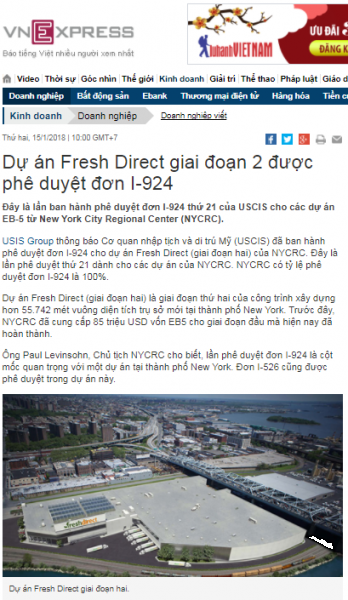 VNEXPRESS
Báo tiếng Việt nhiều người xem nhất
DuhanhVIETNAM
ƯU ĐÃI
ĐĂNG K
Video Thời sự Góc nhìn Thế giới Kinh doanh Giải trí Thể thao Pháp luật Giáo d
Doanh nghiệp Bất động sản Ebank Thương mại điện tử Hàng hóa Tiền
Kinh doanh Doanh nghiệp Doanh nghiệp viết
Thứ hai, 15/1/2018 | 10:00 GMT+7
Dự án Fresh Direct giai đoạn 2 được
phê duyệt đơn I-924
Đây là lần ban hành phê duyệt đơn I-924 thứ 21 của USCIS cho các dự án
EB-5 từ New York City Regional Center (NYCRC).
USIS Group thông báo Cơ quan nhập tịch và di trú Mỹ (USCIS) đã ban hành
phê duyệt đơn I-924 cho dự án Fresh Direct (giai đoạn hai) của NYCRC. Đây là
lần phê duyệt thứ 21 dành cho các dự án của NYCRC. NYCRC có tỷ lệ phê
duyệt đơn I-924 là 100%.
Dự án Fresh Direct (giai đoạn hai) là giai đoạn thứ hai của công trình xây dựng
hơn 55.742 mét vuông diện tích trụ sở mới tại thành phố New York. Trước đây,
NYCRC đã cung cấp 85 triệu USD vốn EB5 cho giai đoạn đầu mà hiện nay đã
hoàn thành.
Ông Paul Levinsohn, Chủ tịch NYCRC cho biết, lần phê duyệt đơn I-924 là cột
mốc quan trọng với một dự án tại thành phố New York. Đơn I-526 cũng được
phê duyệt trong dự án này.
freshdirect
Dự án Fresh Direct giai đoạn hai.